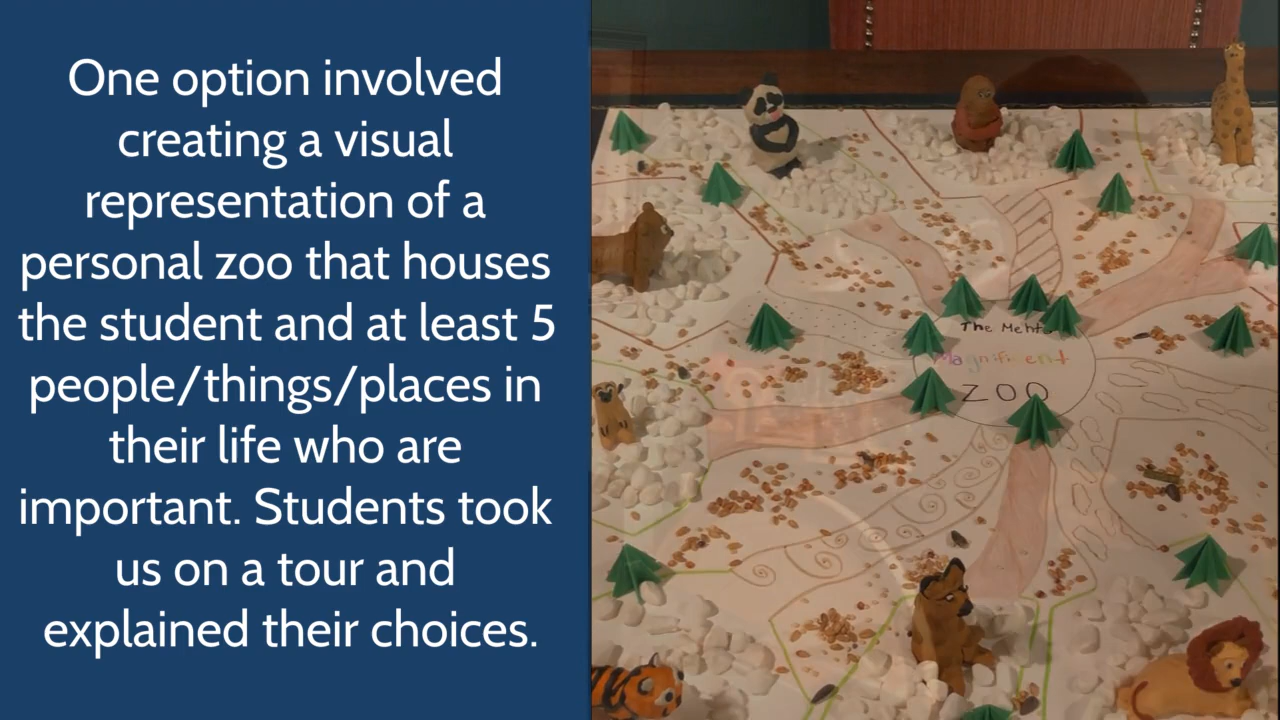 One option involved
creating a visual
representation of a
personal zoo that houses
the student and at least 5
people/things/places in
their life who are
important. Students took
us on a tour and
explained their choices.
The
Magnificent
ZOO